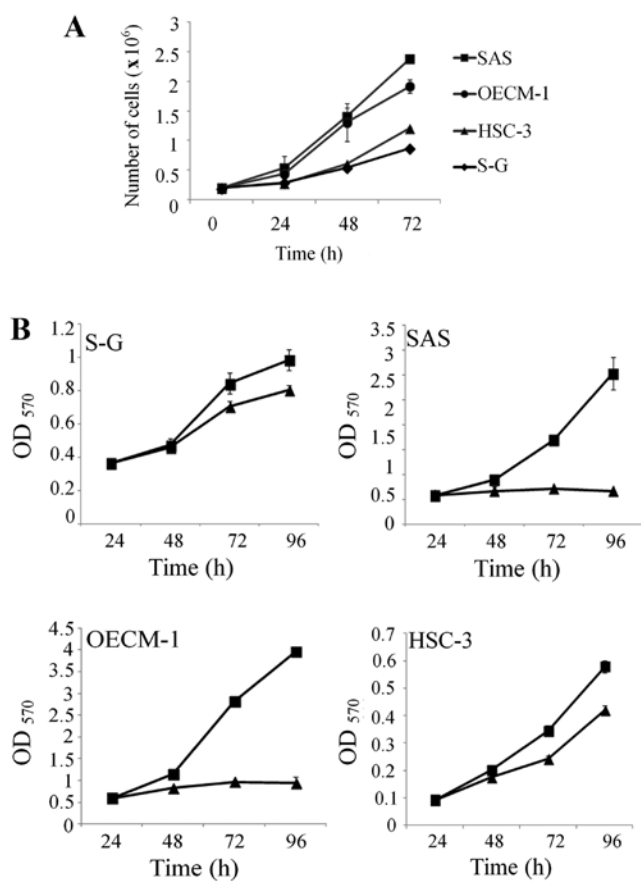 A
Number of cells (x10⁶)
3
2.5
2
1.5
1
0.5
0
0 24 48 72
Time (h)
SAS
OECM-1
HSC-3
S-G
B
S-G
OD 570
1.2
1
0.8
0.6
0.4
0.2
0
24 48 72 96
Time (h)
SAS
OD 570
3.5
3
2.5
2
1.5
1
0.5
0
24 48 72 96
Time (h)
OECM-1
OD 570
4.5
4
3.5
3
2.5
2
1.5
1
0.5
0
24 48 72 96
Time (h)
HSC-3
OD 570
0.7
0.6
0.5
0.4
0.3
0.2
0.1
0
24 48 72 96
Time (h)